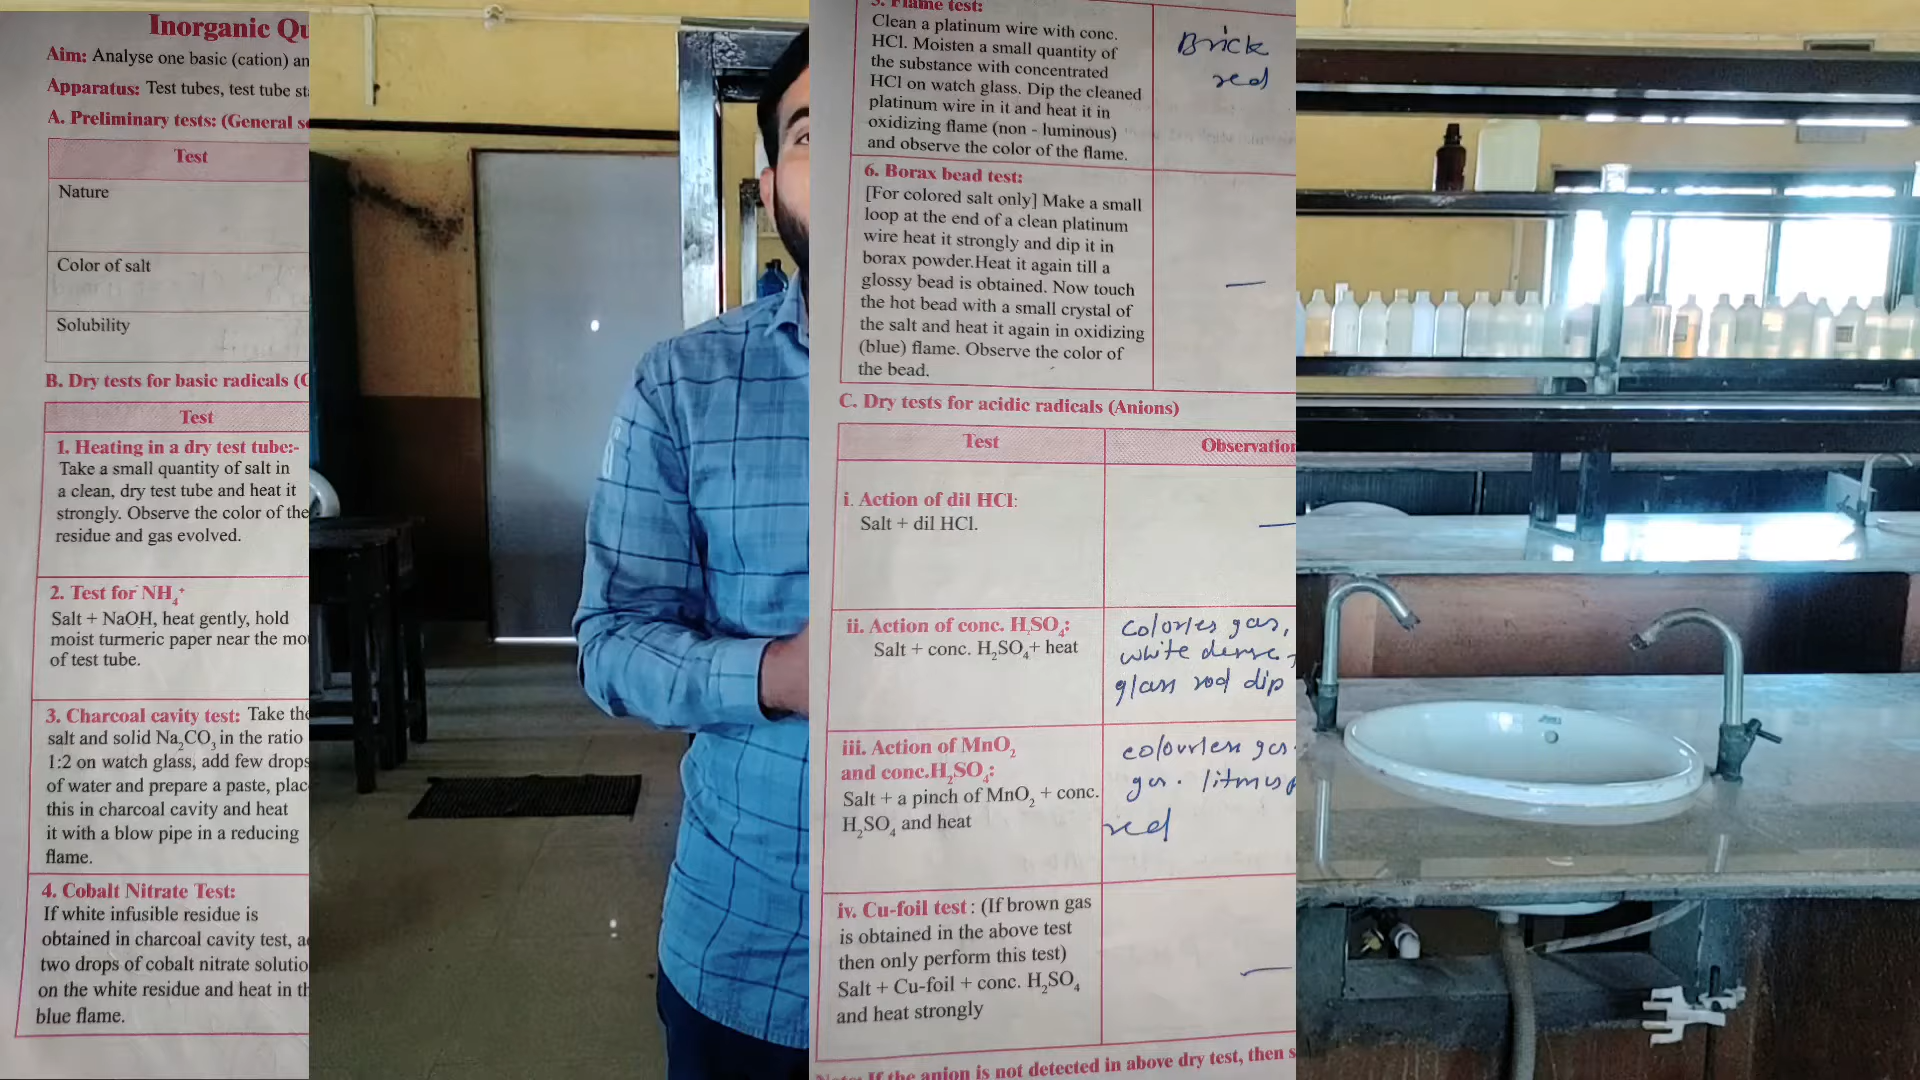 Inorganic Qu
Aim: Analyse one basic (cation) an
Apparatus: Test tubes, test tube st
A. Preliminary tests: (General s
Test
Nature
Color of salt
Solubility
B. Dry tests for basic radicals (C
Test
1. Heating in a dry test tube:-
Take a small quantity of salt in
a clean, dry test tube and heat it
strongly. Observe the color of the
residue and gas evolved.
2. Test for NH₄⁺
Salt + NaOH, heat gently, hold
moist turmeric paper near the mo
of test tube.
3. Charcoal cavity test: Take the
salt and solid Na₂CO₃ in the ratio
1:2 on watch glass, add few drops
of water and prepare a paste, plac
this in charcoal cavity and heat
it with a blow pipe in a reducing
flame.
4. Cobalt Nitrate Test:
If white infusible residue is
obtained in charcoal cavity test, a
two drops of cobalt nitrate solutio
on the white residue and heat in th
blue flame.
5. Flame test:
Clean a platinum wire with conc.
HCl. Moisten a small quantity of
the substance with concentrated
HCl on watch glass. Dip the cleaned
platinum wire in it and heat it in
oxidizing flame (non - luminous)
and observe the color of the flame.
Brick
red
6. Borax bead test:
[For colored salt only] Make a small
loop at the end of a clean platinum
wire heat it strongly and dip it in
borax powder.Heat it again till a
glossy bead is obtained. Now touch
the hot bead with a small crystal of
the salt and heat it again in oxidizing
(blue) flame. Observe the color of
the bead.
—
C. Dry tests for acidic radicals (Anions)
Test Observation
i. Action of dil HCl:
Salt + dil HCl.
—
ii. Action of conc. H₂SO₄:
Salt + conc. H₂SO₄+ heat
colorles gas,
white dense
glass rod dip
iii. Action of MnO₂
and conc.H₂SO₄:
Salt + a pinch of MnO₂ + conc.
H₂SO₄ and heat
colourless gas
gas. litmus p
red
iv. Cu-foil test : (If brown gas
is obtained in the above test
then only perform this test)
Salt + Cu-foil + conc. H₂SO₄
and heat strongly
—
Note: If the anion is not detected in above dry test, then s